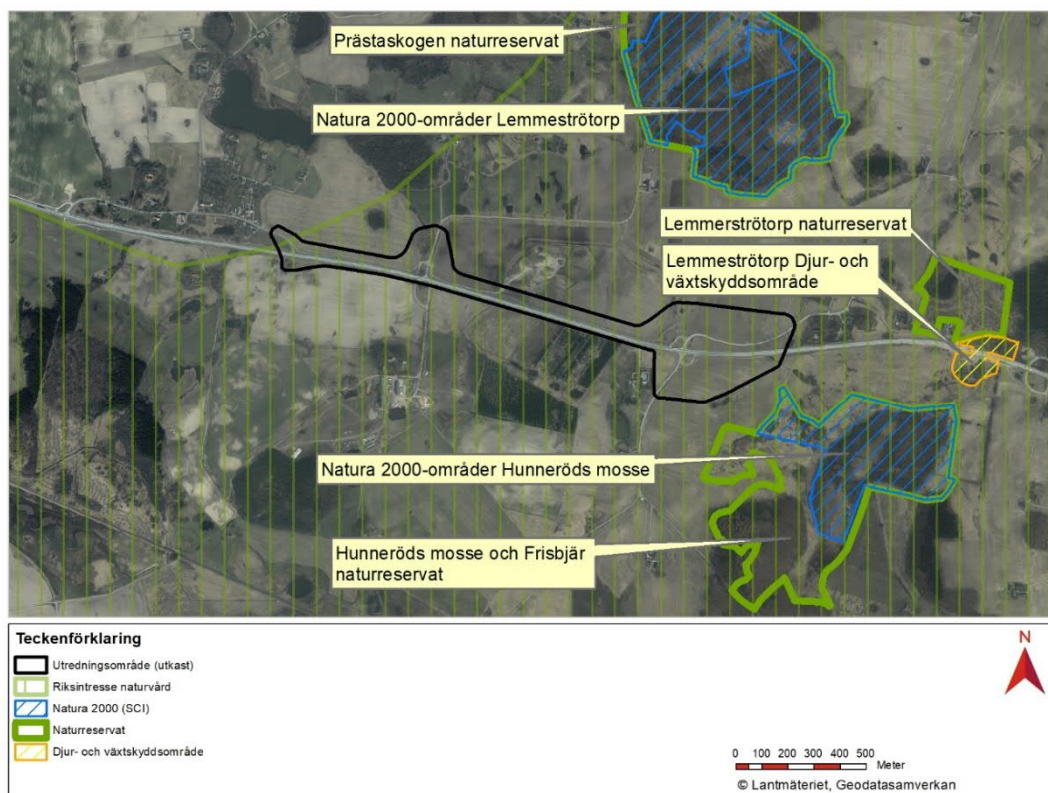 Prästaskogen naturreservat
Natura 2000-områder Lemmeströtorp
Lemmerströtorp naturreservat
Lemmeströtorp Djur- och
växtskyddsområde
Natura 2000-områder Hunneröds mosse
Hunneröds mosse och Frisbjär
naturreservat
Teckenförklaring
Utredningsområde (utkast)
Riksintresse naturvård
Natura 2000 (SCI)
Naturreservat
Djur- och växtskyddsområde
N
0 100 200 300 400 500
Meter
© Lantmäteriet, Geodatasamverkan